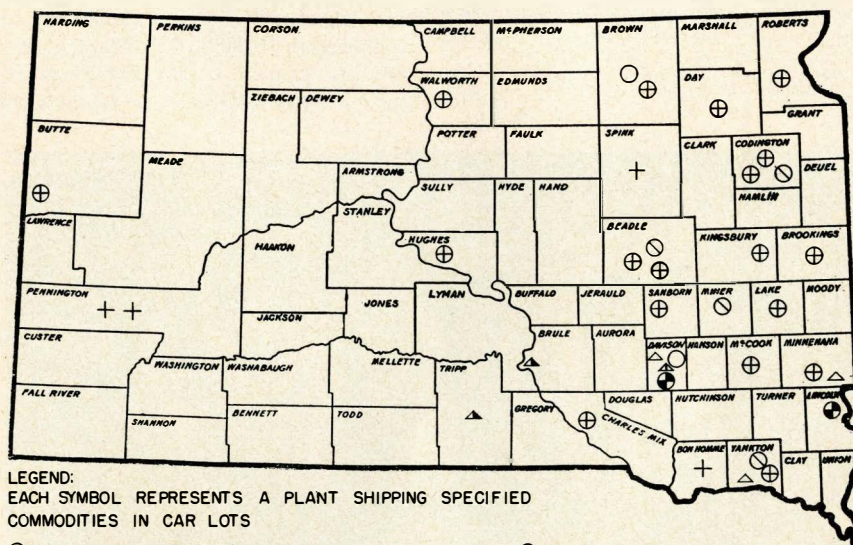 HARDING
PERKINS
CORSON
CAMPBELL
McPHERSON
BROWN
MARSHALL
ROBERTS
WALWORTH
EDMUNDS
DAY
GRANT
ZIEBACH
DEWEY
BUTTE
POTTER
FAULK
SPINK
CLARK
CODINGTON
MEADE
DEUEL
ARMSTRONG
SULLY
HYDE
HAND
HAMLIN
LAWRENCE
STANLEY
HUGHES
BEADLE
KINGSBURY
BROOKINGS
HAAKON
PENNINGTON
JONES
LYMAN
BUFFALO
JERAULD
SANBORN
MINER
LAKE
MOODY
JACKSON
CUSTER
BRULE
AURORA
DAVISON
HANSON
McCOOK
MINNEHAHA
WASHINGTON
WASHABAUGH
MELLETTE
TRIPP
FALL RIVER
GREGORY
DOUGLAS
HUTCHINSON
TURNER
LINCOLN
SHANNON
BENNETT
TODD
CHARLES MIX
BON HOMME
YANKTON
CLAY
UNION
LEGEND:
EACH SYMBOL REPRESENTS A PLANT SHIPPING SPECIFIED
COMMODITIES IN CAR LOTS